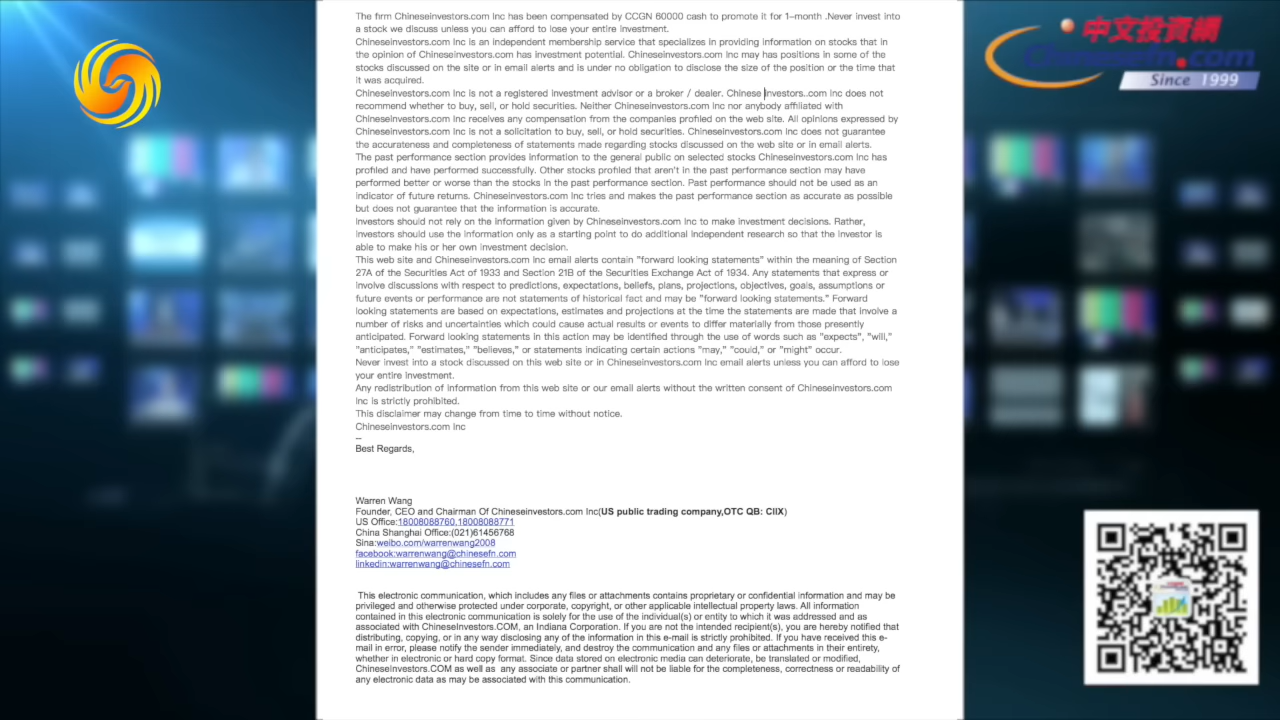 The firm Chineseinvestors.com Inc has been compensated by CCGN 60000 cash to promote it for 1-month .Never invest into
a stock we discuss unless you can afford to lose your entire investment.
Chineseinvestors.com Inc is an independent membership service that specializes in providing information on stocks that in
the opinion of Chineseinvestors.com has investment potential. Chineseinvestors.com Inc may has positions in some of the
stocks discussed on the site or in email alerts and is under no obligation to disclose the size of the position or the time that
it was acquired.
Chineseinvestors.com Inc is not a registered investment advisor or a broker / dealer. Chinese Investors..com Inc does not
recommend whether to buy, sell, or hold securities. Neither Chineseinvestors.com Inc nor anybody affiliated with
Chineseinvestors.com Inc receives any compensation from the companies profiled on the web site. All opinions expressed by
Chineseinvestors.com Inc is not a solicitation to buy, sell, or hold securities. Chineseinvestors.com Inc does not guarantee
the accurateness and completeness of statements made regarding stocks discussed on the web site or in email alerts.
The past performance section provides information to the general public on selected stocks Chineseinvestors.com Inc has
profiled and have performed successfully. Other stocks profiled that aren't in the past performance section may have
performed better or worse than the stocks in the past performance section. Past performance should not be used as an
indicator of future returns. Chineseinvestors.com Inc tries and makes the past performance section as accurate as possible
but does not guarantee that the information is accurate.
Investors should not rely on the information given by Chineseinvestors.com Inc to make investment decisions. Rather,
investors should use the information only as a starting point to do additional independent research so that the investor is
able to make his or her own investment decision.
This web site and Chineseinvestors.com Inc email alerts contain "forward looking statements" within the meaning of Section
27A of the Securities Act of 1933 and Section 21B of the Securities Exchange Act of 1934. Any statements that express or
involve discussions with respect to predictions, expectations, beliefs, plans, projections, objectives, goals, assumptions or
future events or performance are not statements of historical fact and may be "forward looking statements." Forward
looking statements are based on expectations, estimates and projections at the time the statements are made that involve a
number of risks and uncertainties which could cause actual results or events to differ materially from those presently
anticipated. Forward looking statements in this action may be identified through the use of words such as "expects", "will,"
"anticipates," "estimates," "believes," or statements indicating certain actions "may," "could," or "might" occur.
Never invest into a stock discussed on this web site or in Chineseinvestors.com Inc email alerts unless you can afford to lose
your entire investment.
Any redistribution of information from this web site or our email alerts without the written consent of Chineseinvestors.com
Inc is strictly prohibited.
This disclaimer may change from time to time without notice.
Chineseinvestors.com Inc
--
Best Regards,
Warren Wang
Founder, CEO and Chairman Of Chineseinvestors.com Inc(US public trading company,OTC QB: CIIX)
US Office:18008088760,18008088771
China Shanghai Office:(021)61456768
Sina:weibo.com/warrenwang2008
facebook:warrenwang@chinesefn.com
linkedin:warrenwang@chinesefn.com
This electronic communication, which includes any files or attachments contains proprietary or confidential information and may be
privileged and otherwise protected under corporate, copyright, or other applicable intellectual property laws. All information
contained in this electronic communication is solely for the use of the individual(s) or entity to which it was addressed and as
associated with ChineseInvestors.COM, an Indiana Corporation. If you are not the intended recipient(s), you are hereby notified that
distributing, copying, or in any way disclosing any of the information in this e-mail is strictly prohibited. If you have received this e-
mail in error, please notify the sender immediately, and destroy the communication and any files or attachments in their entirety,
whether in electronic or hard copy format. Since data stored on electronic media can deteriorate, be translated or modified,
ChineseInvestors.COM as well as any associate or partner shall will not be liable for the completeness, correctness or readability of
any electronic data as may be associated with this communication.
中文投資網
Chinesefn.com
Since 1999